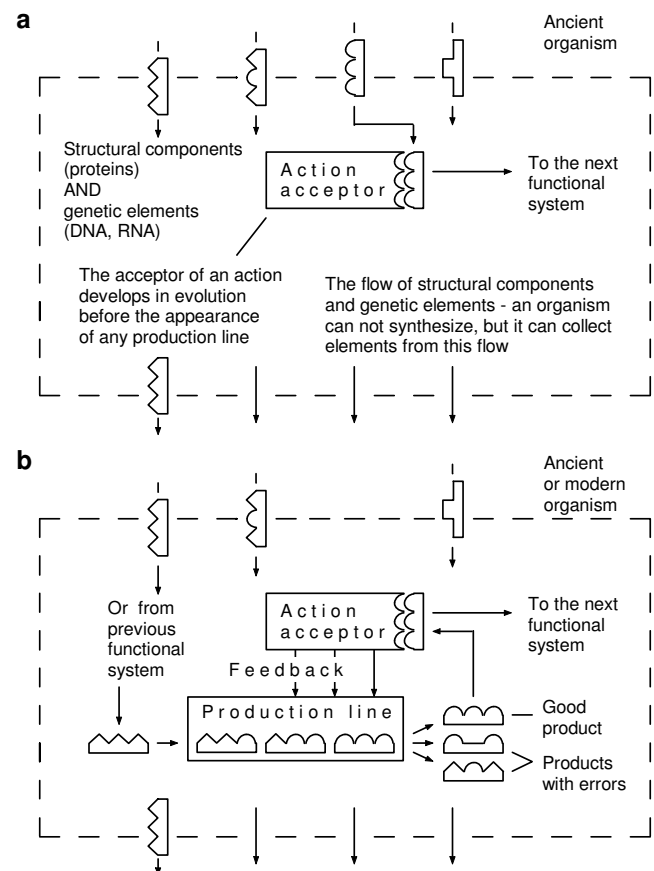 a
Ancient
organism
Structural components
(proteins)
AND
genetic elements
(DNA, RNA)
Action
acceptor
To the next
functional
system
The acceptor of an action
develops in evolution
before the appearance
of any production line
The flow of structural components
and genetic elements - an organism
can not synthesize, but it can collect
elements from this flow
b
Ancient
or modern
organism
Or from
previous
functional
system
Action
acceptor
To the next
functional
system
Feedback
Production line
Good
product
Products
with errors